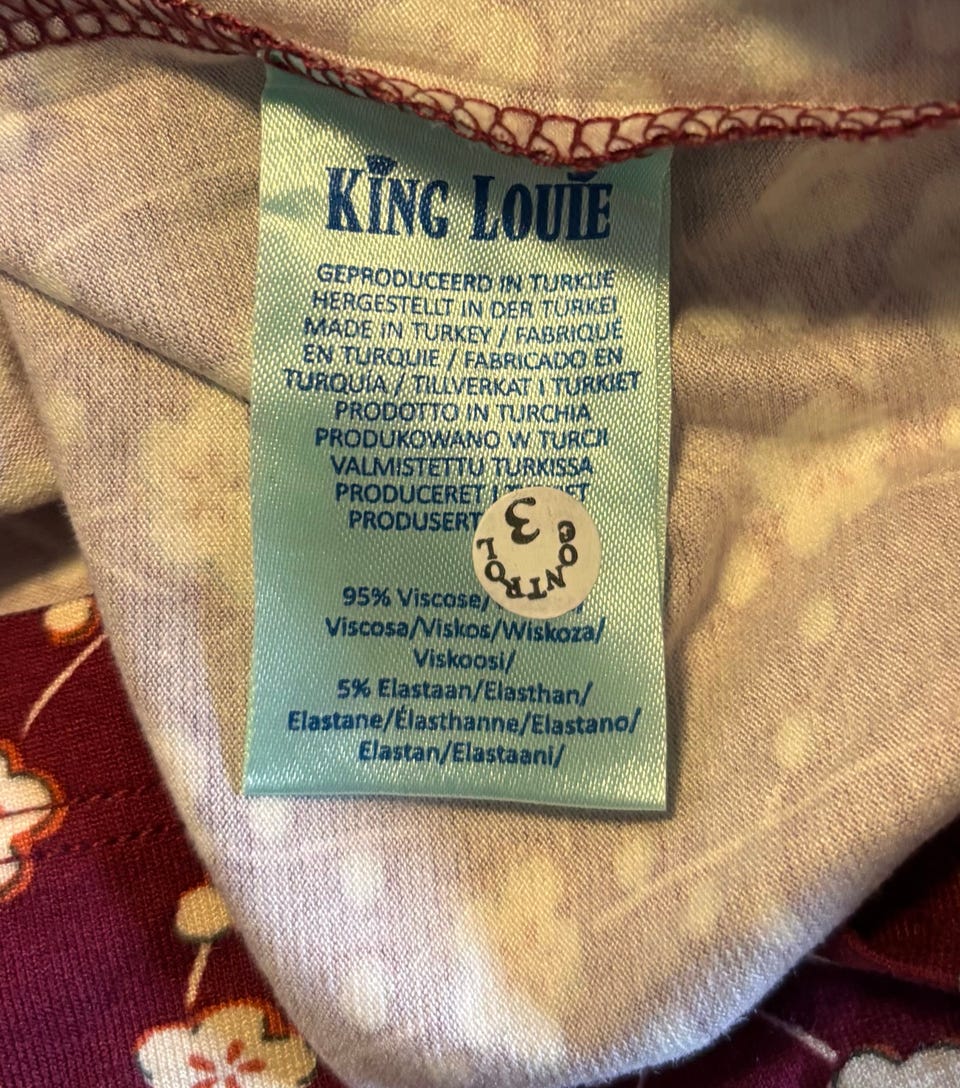 KING LOUIE
GEPRODUCEERD IN TURKIJE
HERGESTELLT IN DER TÜRKEI
MADE IN TURKEY / FABRIQUÉ
EN TURQUIE / FABRICADO EN
TURQUÍA / TILLVERKAT I TURKIET
PRODOTTO IN TURCHIA
PRODUKOWANO W TURCJI
VALMISTETTU TURKISSA
PRODUCERET I
PRODUSERT
3
CONTROL
95% Viscose/
Viscosa/Viskos/Wiskoza/
Viskoosi/
5% Elastaan/Elasthan/
Elastane/Élasthanne/Elastano/
Elastan/Elastaani/